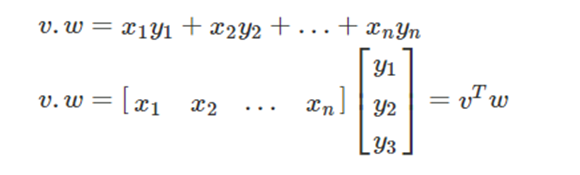 v.w = x₁y₁ + x₂y₂ + ... + xₙyₙ
v.w = [x₁ x₂ ... xₙ] [y₁ y₂ y₃] = vᵀw